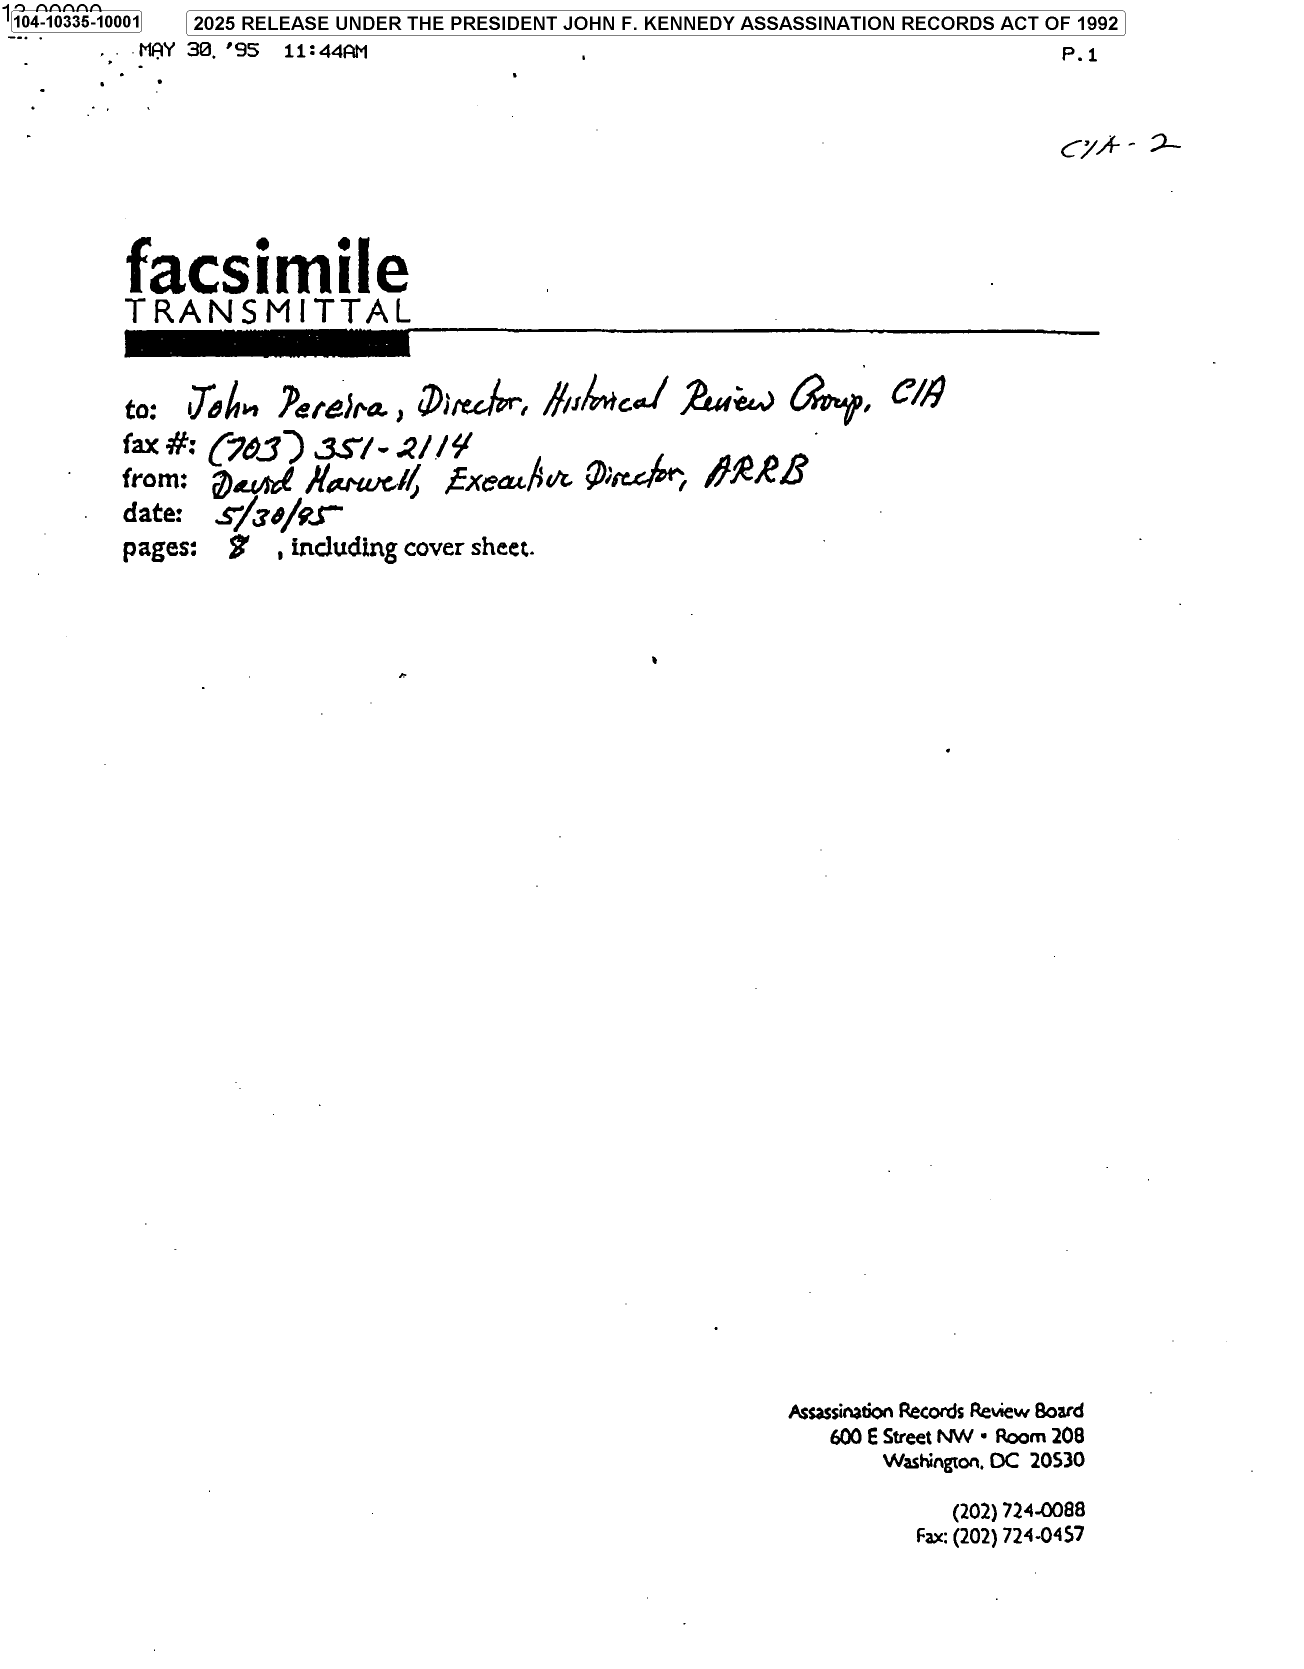 104-10335-10001
2025 RELEASE UNDER THE PRESIDENT JOHN F. KENNEDY ASSASSINATION RECORDS ACT OF 1992
MAY 30. '95 11:44AM P.1
CIA - 2
facsimile
TRANSMITTAL
to: John Pereira, Director, Historical Review Group, CIA
fax #: (703) 351-2114
from: David Marwell, Executive Director, ARRB
date: 5/30/95
pages: 8 , including cover sheet.
Assassination Records Review Board
600 E Street NW • Room 208
Washington, DC 20530
(202) 724-0088
Fax: (202) 724-0457